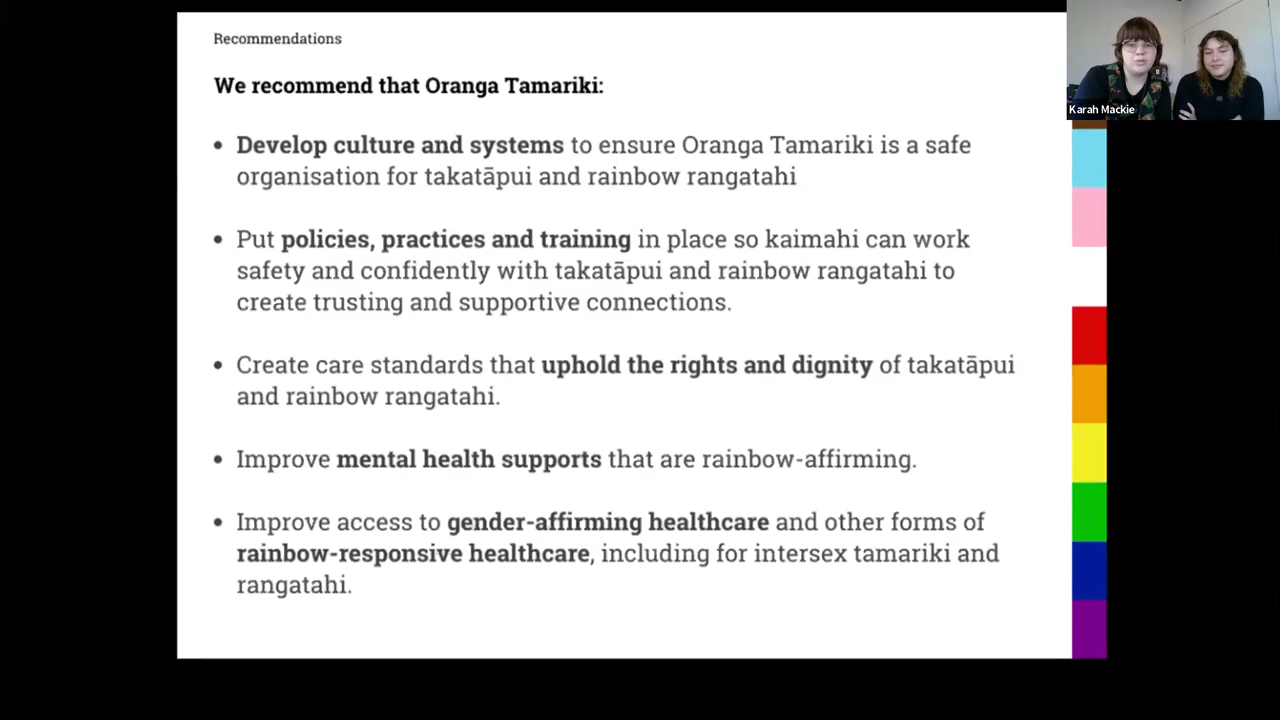 Recommendations
We recommend that Oranga Tamariki:
• Develop culture and systems to ensure Oranga Tamariki is a safe
organisation for takatāpui and rainbow rangatahi
• Put policies, practices and training in place so kaimahi can work
safety and confidently with takatāpui and rainbow rangatahi to
create trusting and supportive connections.
• Create care standards that uphold the rights and dignity of takatāpui
and rainbow rangatahi.
• Improve mental health supports that are rainbow-affirming.
• Improve access to gender-affirming healthcare and other forms of
rainbow-responsive healthcare, including for intersex tamariki and
rangatahi.
Karah Mackie